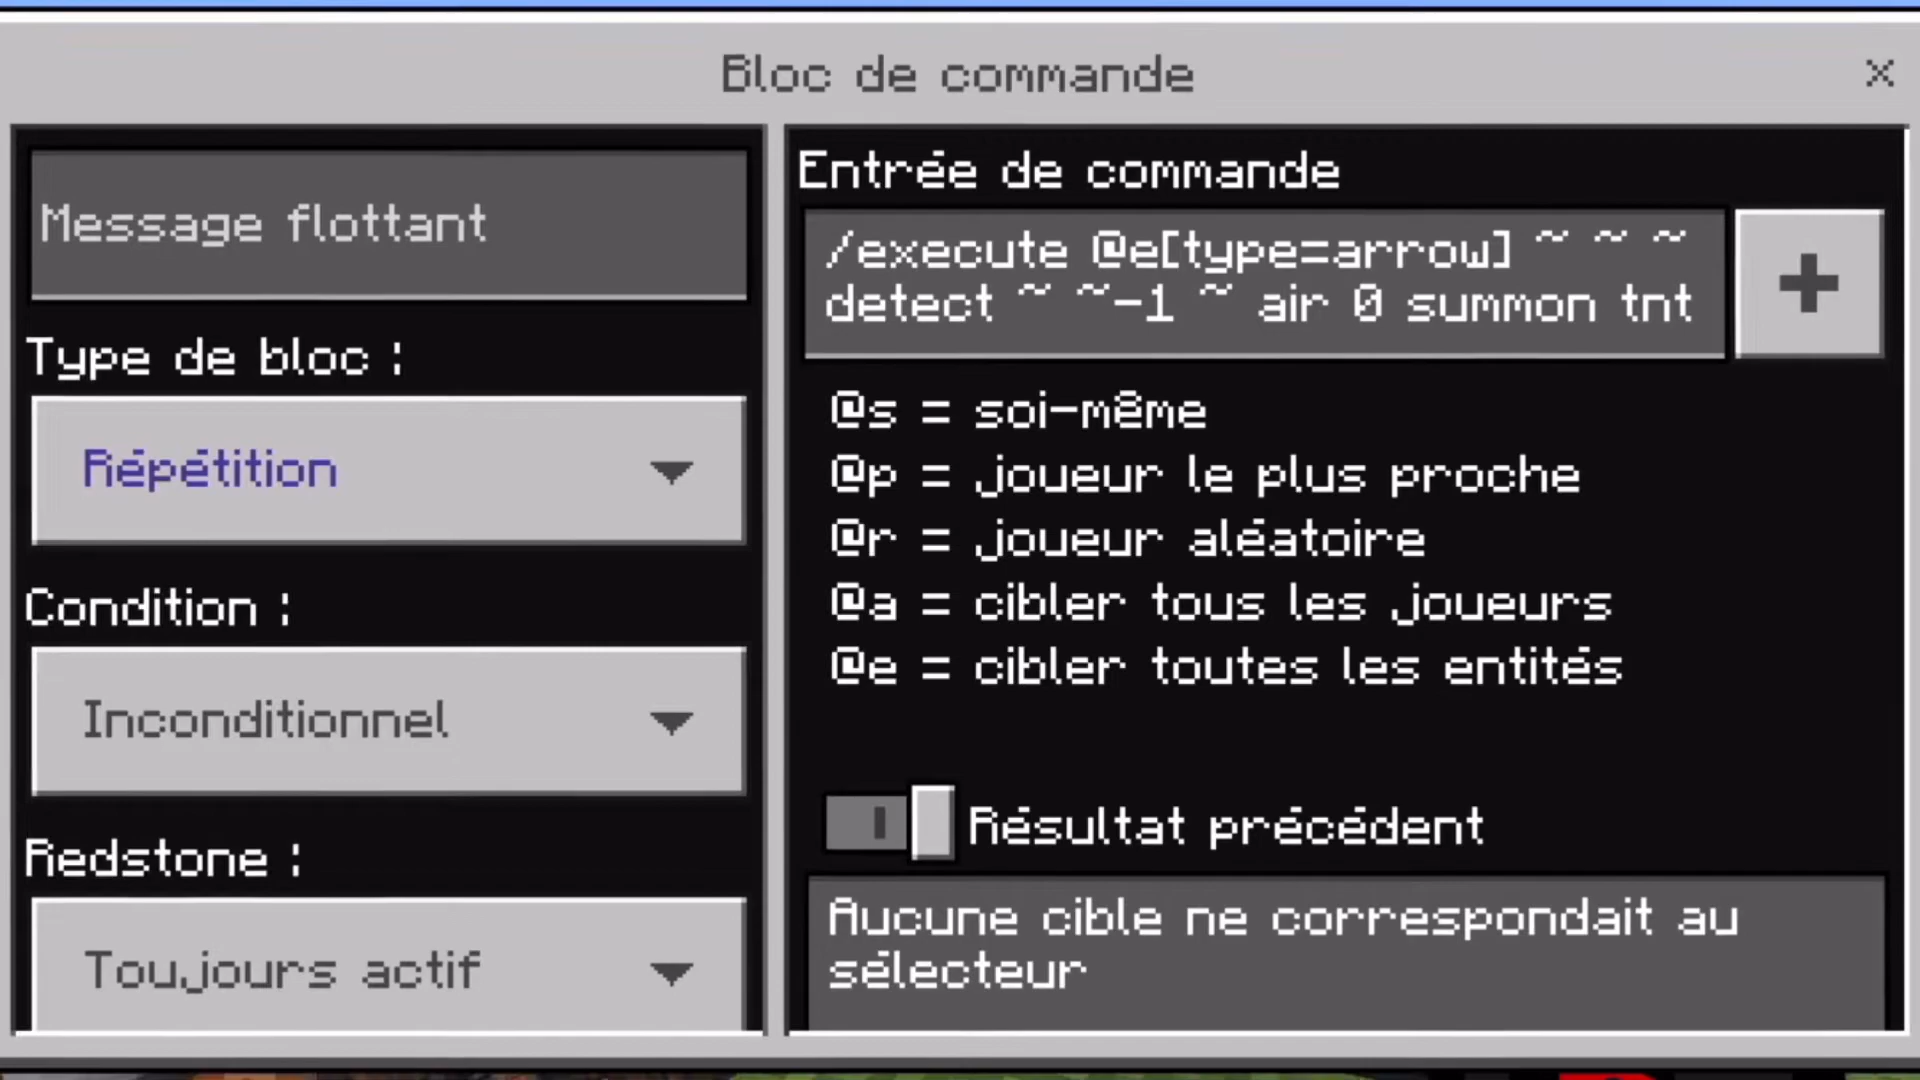 Bloc de commande
Message flottant
Type de bloc :
Répétition
Condition :
Inconditionnel
Redstone :
Toujours actif
Entrée de commande
/execute @e[type=arrow] ~ ~ ~
detect ~ ~-1 ~ air 0 summon tnt
@s = soi-même
@p = joueur le plus proche
@r = joueur aléatoire
@a = cibler tous les joueurs
@e = cibler toutes les entités
Résultat précédent
Aucune cible ne correspondait au
sélecteur